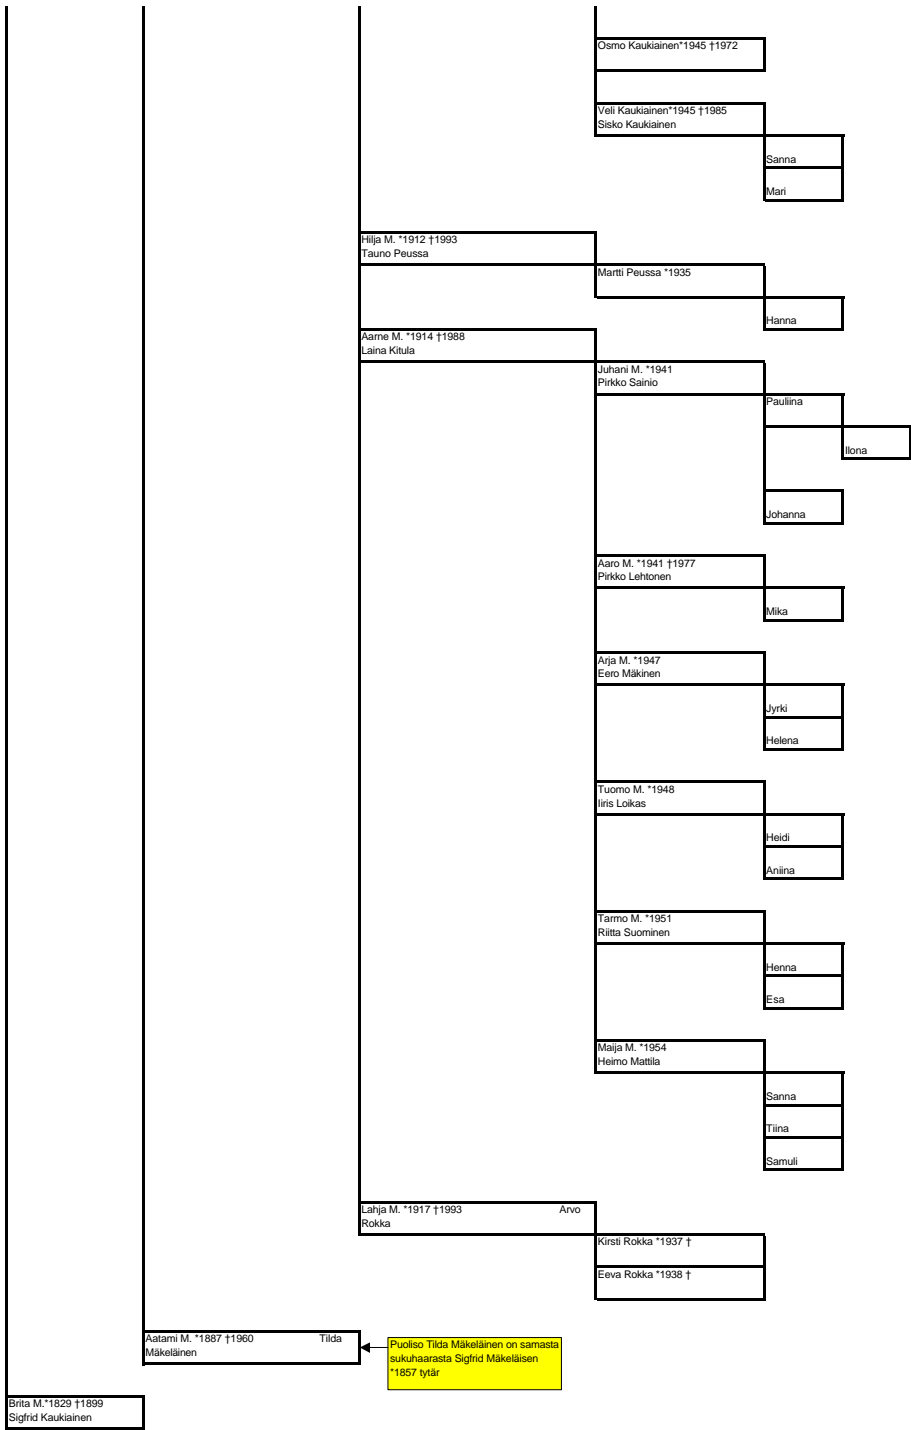 Osmo Kaukiainen*1945 †1972
Veli Kaukiainen*1945 †1985
Sisko Kaukiainen
Sanna
Mari
Hilja M. *1912 †1993
Tauno Peussa
Martti Peussa *1935
Hanna
Aarne M. *1914 †1988
Laina Kitula
Juhani M. *1941
Pirkko Sainio
Pauliina
Ilona
Johanna
Aaro M. *1941 †1977
Pirkko Lehtonen
Mika
Arja M. *1947
Eero Mäkinen
Jyrki
Helena
Tuomo M. *1948
Iiris Loikas
Heidi
Aniina
Tarmo M. *1951
Riitta Suominen
Henna
Esa
Maija M. *1954
Heimo Mattila
Sanna
Tiina
Samuli
Lahja M. *1917 †1993 Arvo
Rokka
Kirsti Rokka *1937 †
Eeva Rokka *1938 †
Aatami M. *1887 †1960 Tilda
Mäkeläinen
Puoliso Tilda Mäkeläinen on samasta
sukuhaarasta Sigfrid Mäkeläisen
*1857 tytär
Brita M.*1829 †1899
Sigfrid Kaukiainen